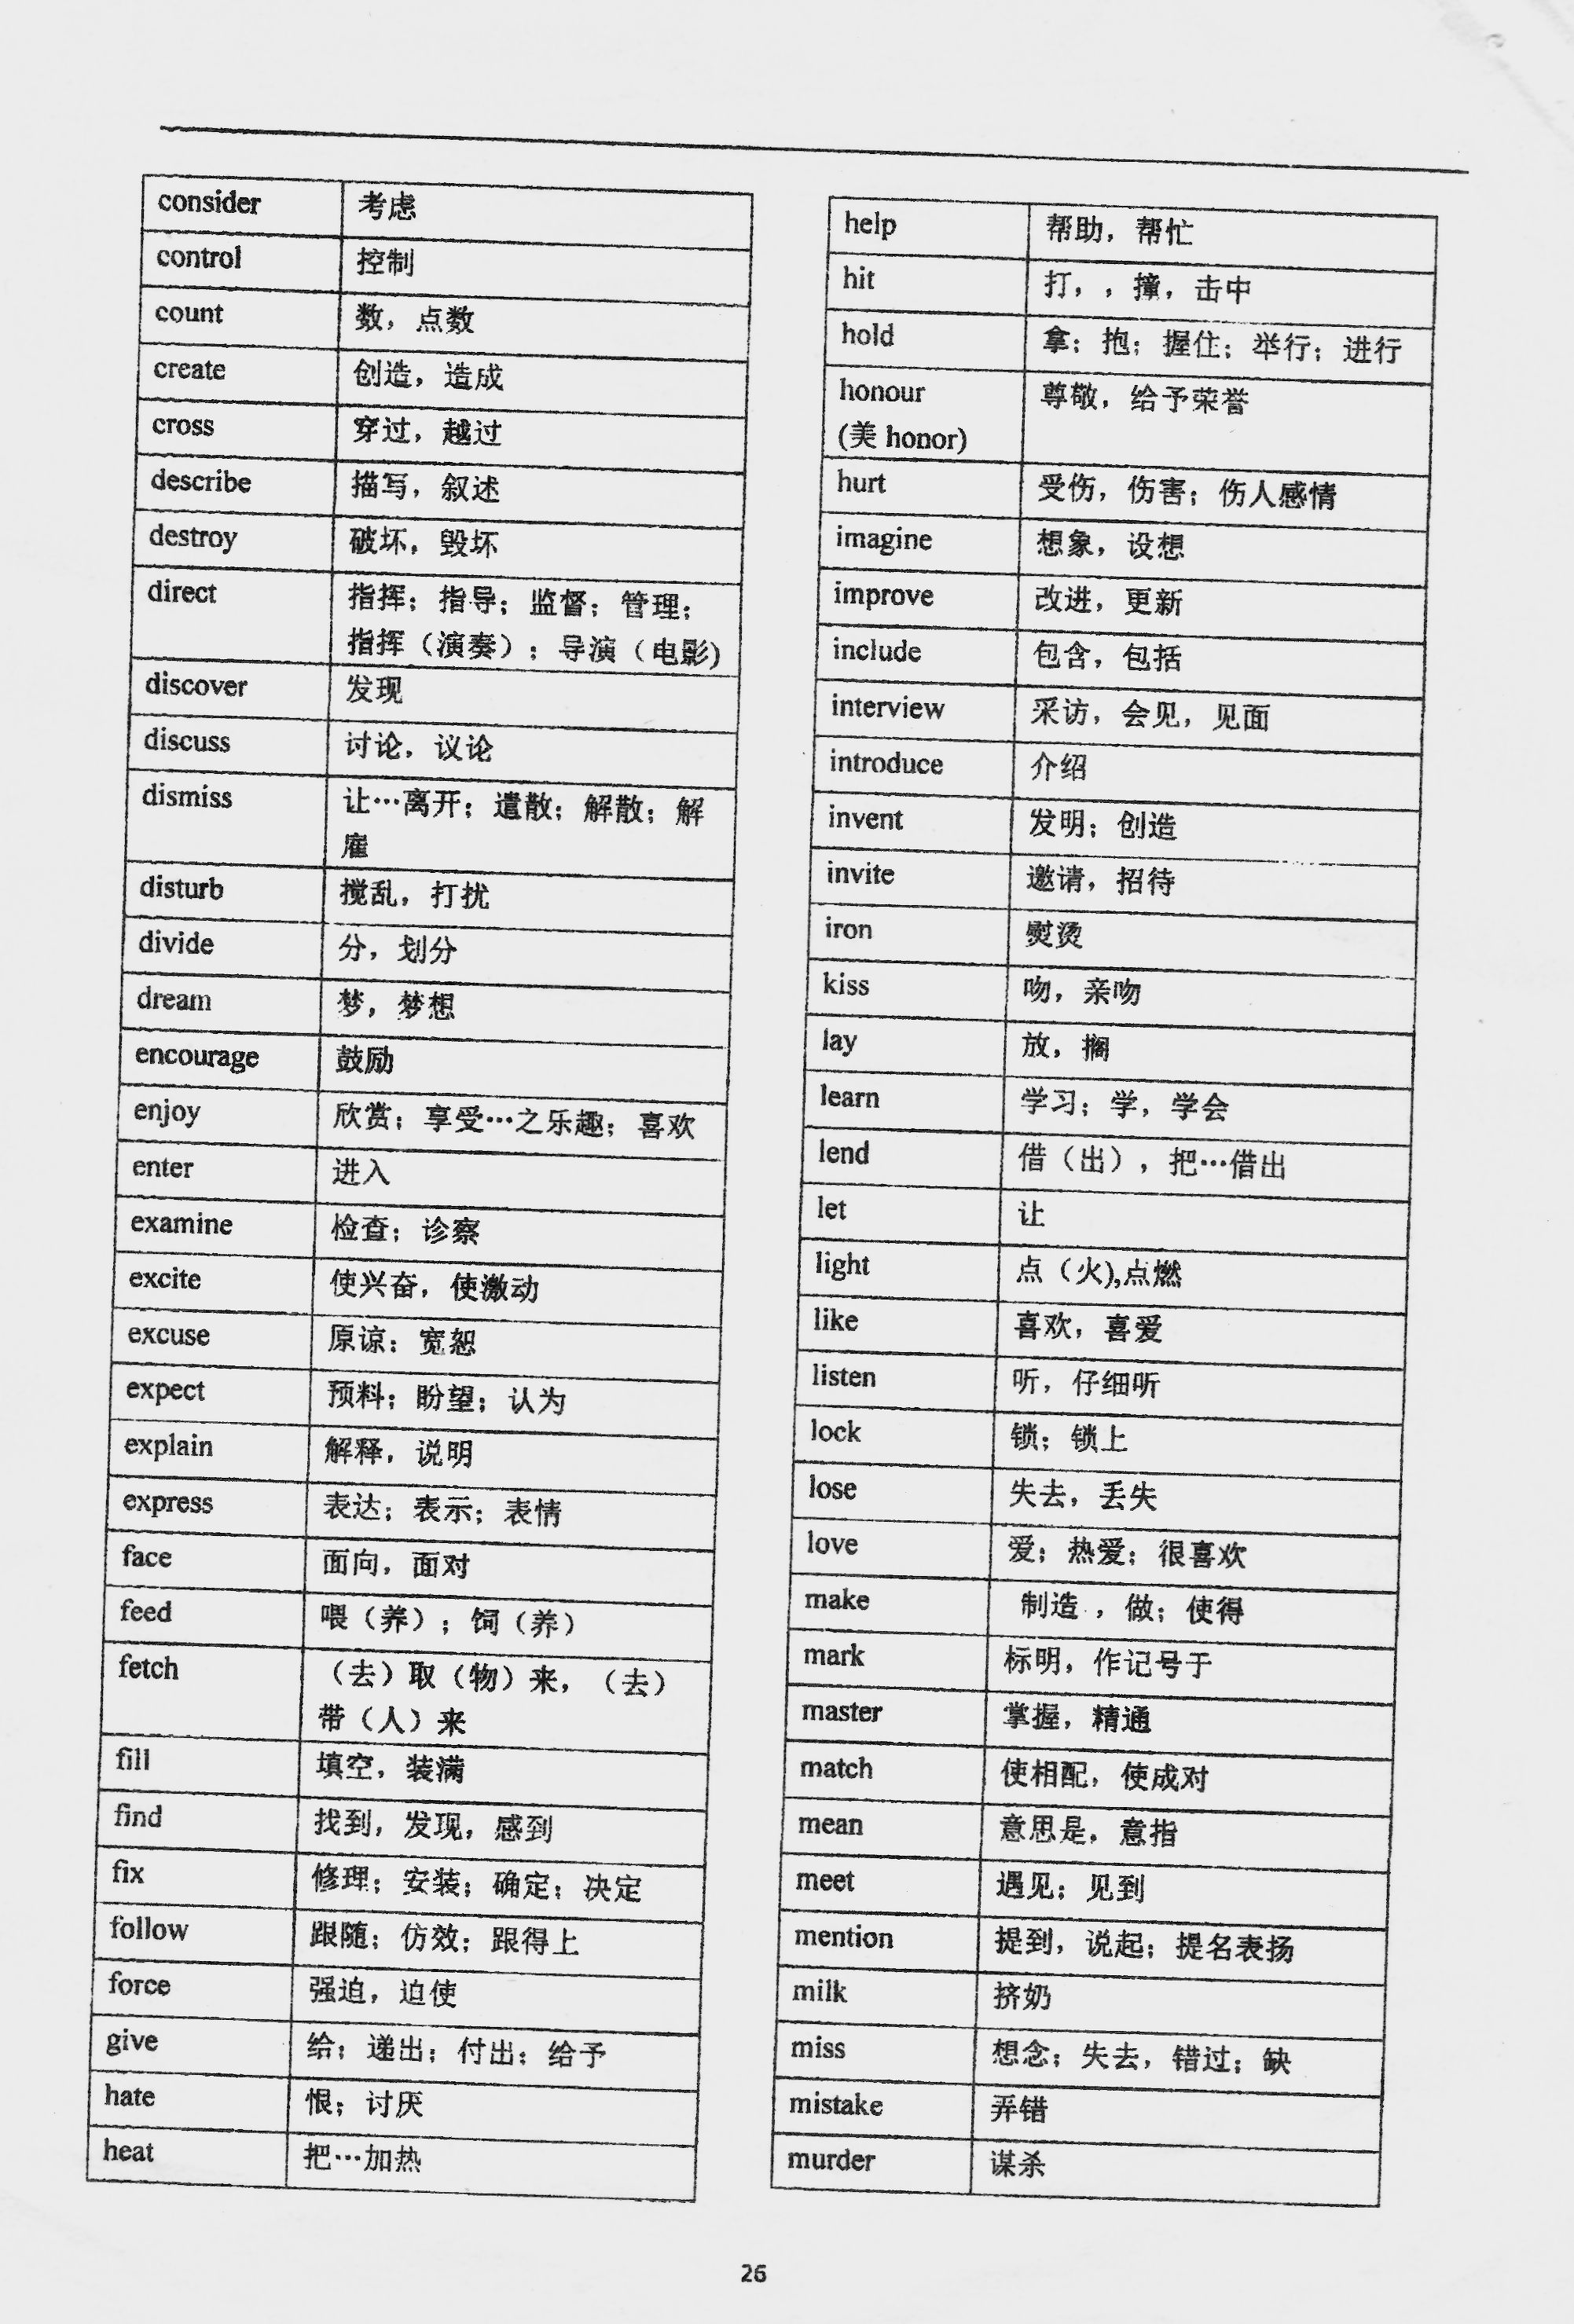 consider 考虑
control 控制
count 数，点数
create 创造，造成
cross 穿过，越过
describe 描写，叙述
destroy 破坏，毁坏
direct 指挥；指导；监督；管理；
指挥（演奏）；导演（电影)
discover 发现
discuss 讨论，议论
dismiss 让…离开；遣散；解散；解
雇
disturb 搅乱，打扰
divide 分，划分
dream 梦，梦想
encourage 鼓励
enjoy 欣赏；享受…之乐趣；喜欢
enter 进入
examine 检查；诊察
excite 使兴奋，使激动
excuse 原谅；宽恕
expect 预料；盼望；认为
explain 解释，说明
express 表达；表示；表情
face 面向，面对
feed 喂（养）；饲（养）
fetch （去）取（物）来，（去）
带（人）来
fill 填空，装满
find 找到，发现，感到
fix 修理；安装；确定；决定
follow 跟随；仿效；跟得上
force 强迫，迫使
give 给；递出；付出；给予
hate 恨；讨厌
heat 把…加热
help 帮助，帮忙
hit 打，，撞，击中
hold 拿；抱；握住；举行；进行
honour 尊敬，给予荣誉
(美 honor)
hurt 受伤，伤害；伤人感情
imagine 想象，设想
improve 改进，更新
include 包含，包括
interview 采访，会见，见面
introduce 介绍
invent 发明；创造
invite 邀请，招待
iron 熨烫
kiss 吻，亲吻
lay 放，搁
learn 学习；学，学会
lend 借（出），把…借出
let 让
light 点（火),点燃
like 喜欢，喜爱
listen 听，仔细听
lock 锁；锁上
lose 失去，丢失
love 爱；热爱；很喜欢
make 制造 ，做；使得
mark 标明，作记号于
master 掌握，精通
match 使相配，使成对
mean 意思是，意指
meet 遇见；见到
mention 提到，说起；提名表扬
milk 挤奶
miss 想念；失去，错过；缺
mistake 弄错
murder 谋杀
26